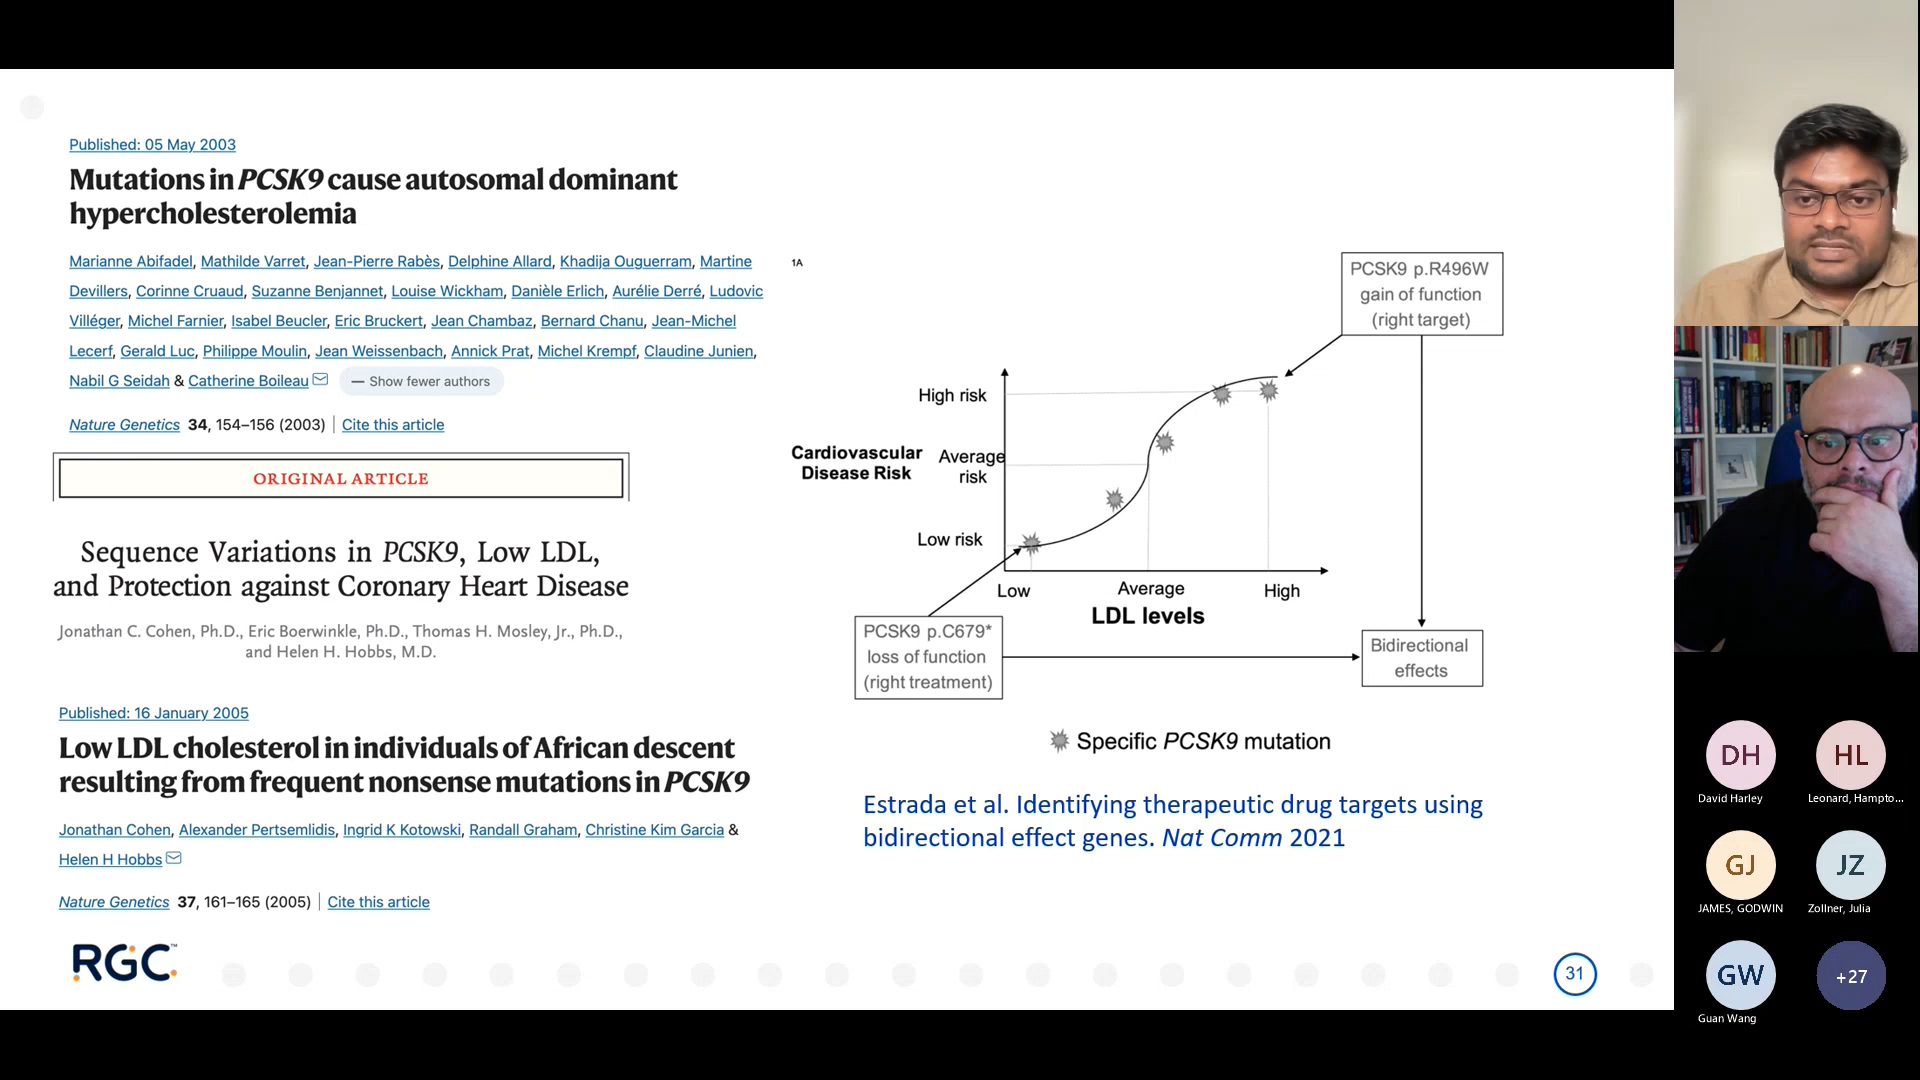 Published: 05 May 2003
Mutations in PCSK9 cause autosomal dominant
hypercholesterolemia
Marianne Abifadel, Mathilde Varret, Jean-Pierre Rabès, Delphine Allard, Khadija Ouguerram, Martine
Devillers, Corinne Cruaud, Suzanne Benjannet, Louise Wickham, Danièle Erlich, Aurélie Derré, Ludovic
Villéger, Michel Farnier, Isabel Beucler, Eric Bruckert, Jean Chambaz, Bernard Chanu, Jean-Michel
Lecerf, Gerald Luc, Philippe Moulin, Jean Weissenbach, Annick Prat, Michel Krempf, Claudine Junien,
Nabil G Seidah & Catherine Boileau — Show fewer authors
Nature Genetics 34, 154–156 (2003) | Cite this article
ORIGINAL ARTICLE
Sequence Variations in PCSK9, Low LDL,
and Protection against Coronary Heart Disease
Jonathan C. Cohen, Ph.D., Eric Boerwinkle, Ph.D., Thomas H. Mosley, Jr., Ph.D.,
and Helen H. Hobbs, M.D.
Published: 16 January 2005
Low LDL cholesterol in individuals of African descent
resulting from frequent nonsense mutations in PCSK9
Jonathan Cohen, Alexander Pertsemlidis, Ingrid K Kotowski, Randall Graham, Christine Kim Garcia &
Helen H Hobbs
Nature Genetics 37, 161–165 (2005) | Cite this article
RGC™
1A
PCSK9 p.R496W
gain of function
(right target)
High risk
Cardiovascular
Disease Risk
Average
risk
Low risk
Low
Average
High
LDL levels
PCSK9 p.C679*
loss of function
(right treatment)
Bidirectional
effects
Specific PCSK9 mutation
Estrada et al. Identifying therapeutic drug targets using
bidirectional effect genes. Nat Comm 2021
31
DH
David Harley
HL
Leonard, Hampto...
GJ
JAMES, GODWIN
JZ
Zollner, Julia
GW
Guan Wang
+27